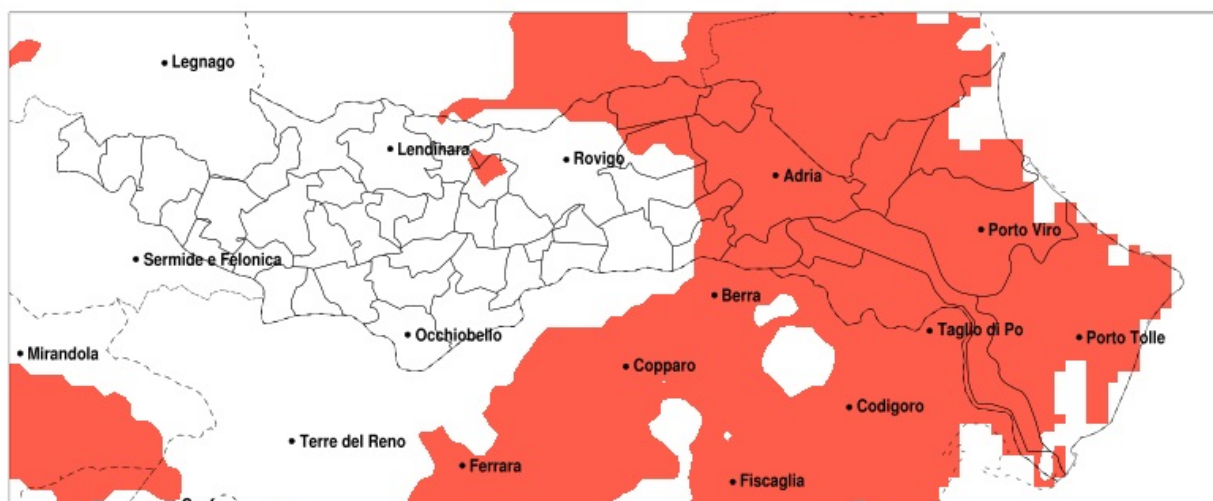 Legnago
Lendinara
Rovigo
Adria
Porto Viro
Sermide e Felonica
Berra
Occhiobello
Taglio di Po
Porto Tolle
Mirandola
Copparo
Codigoro
Terre del Reno
Ferrara
Fiscaglia